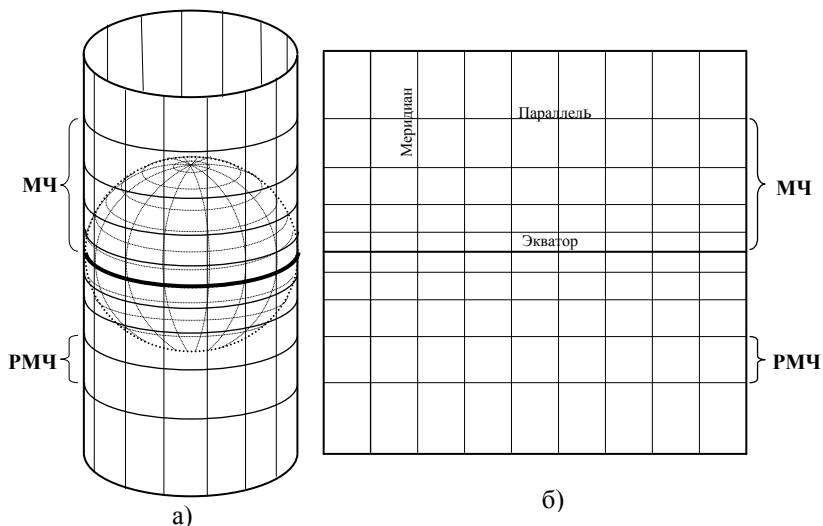 Меридиан
Параллель
МЧ
МЧ
Экватор
РМЧ
РМЧ
а)
б)